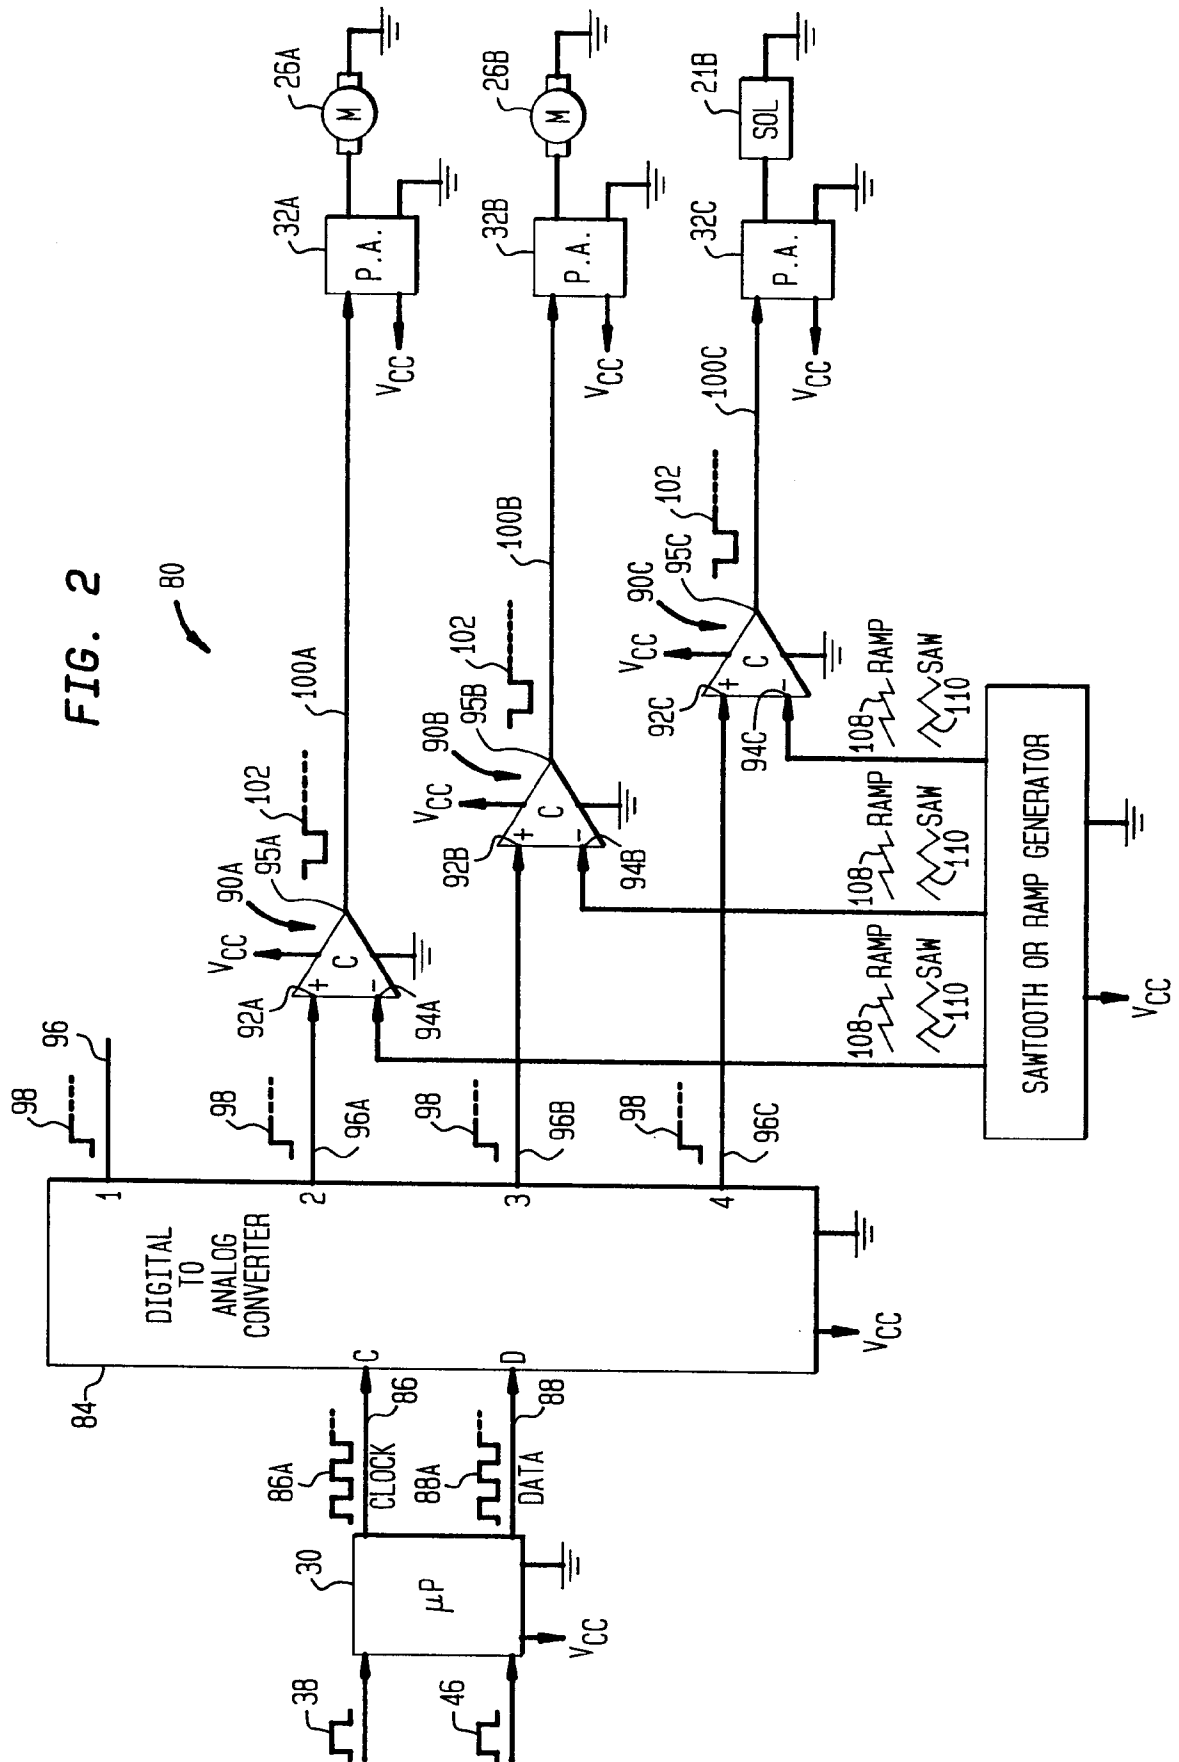 FIG. 2
80
38
46
30
μP
VCC
86A
CLOCK
86
88A
DATA
88
84
C
D
DIGITAL
TO
ANALOG
CONVERTER
VCC
1
2
3
4
98
96
98
96A
98
96B
98
96C
92A
+
-
94A
C
VCC
90A
95A
102
100A
92B
+
-
94B
C
VCC
90B
95B
102
100B
92C
+
-
94C
C
VCC
90C
95C
102
100C
108
RAMP
SAW
110
108
RAMP
SAW
110
108
RAMP
SAW
110
SAWTOOTH OR RAMP GENERATOR
VCC
32A
P.A.
VCC
26A
M
32B
P.A.
VCC
26B
M
32C
P.A.
VCC
21B
SOL